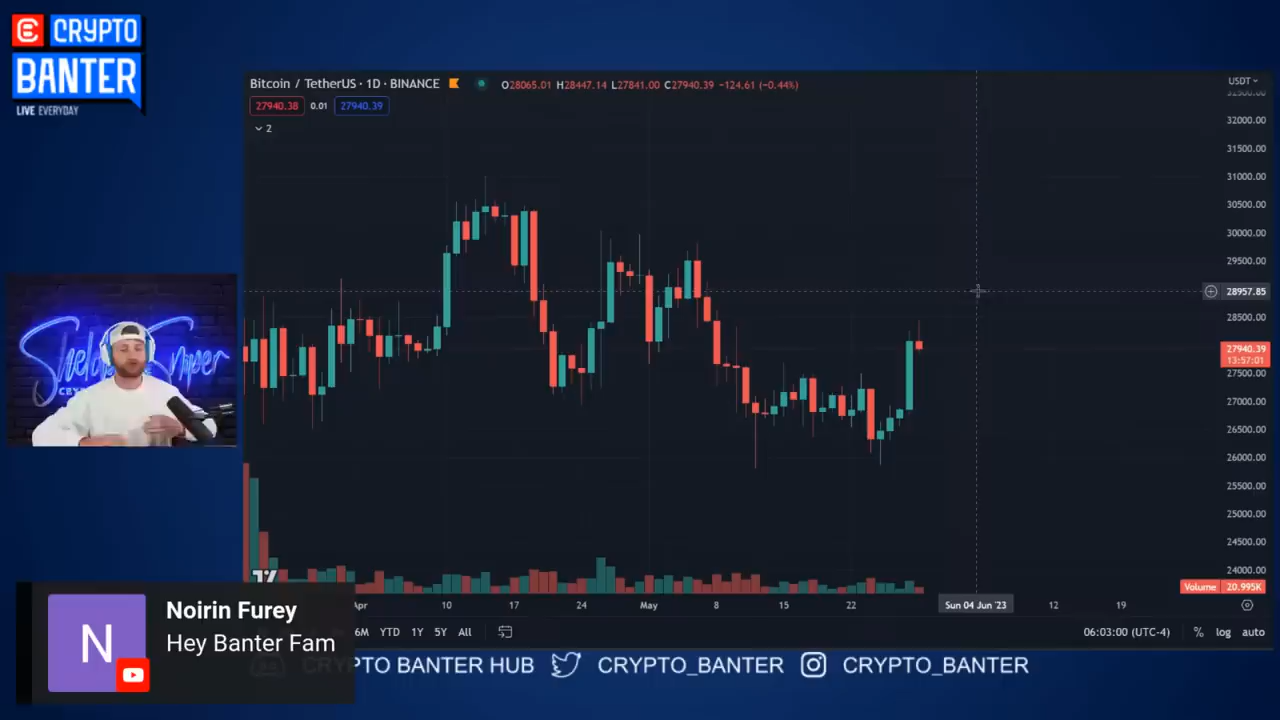 CRYPTO
BANTER
LIVE EVERYDAY
Bitcoin / TetherUS · 1D · BINANCE
O28065.01 H28447.14 L27841.00 C27940.39 −124.61 (−0.44%)
USDT
27940.38 0.01 27940.39
2
32500.00
32000.00
31500.00
31000.00
30500.00
30000.00
29500.00
28957.85
28500.00
27940.39
13:57:01
27500.00
27000.00
26500.00
26000.00
25500.00
25000.00
24500.00
24000.00
Volume 20.995K
Apr 10 17 24 May 8 15 22 Sun 04 Jun '23 12 19
6M YTD 1Y 5Y All
06:03:00 (UTC-4) % log auto
N
Noirin Furey
Hey Banter Fam
CRYPTO BANTER HUB CRYPTO_BANTER CRYPTO_BANTER